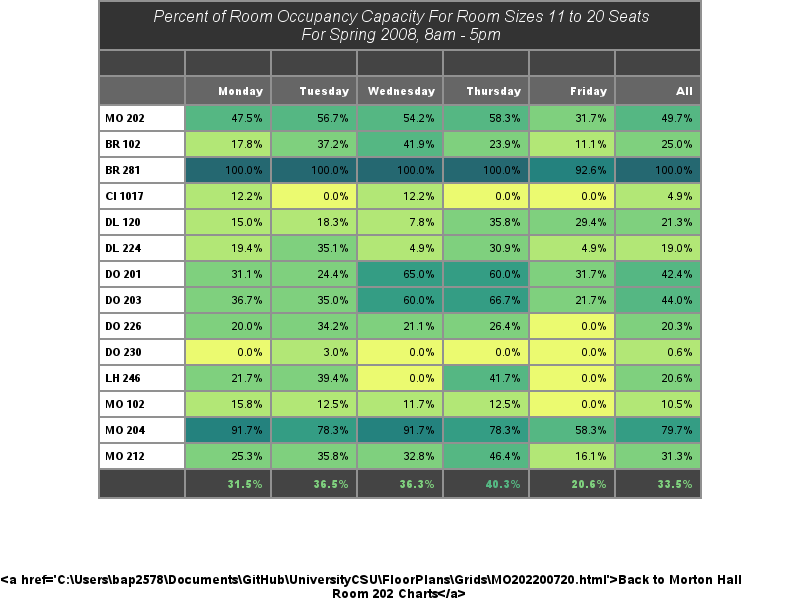 Percent of Room Occupancy Capacity For Room Sizes 11 to 20 Seats
For Spring 2008, 8am - 5pm
Monday Tuesday Wednesday Thursday Friday All
MO 202 47.5% 56.7% 54.2% 58.3% 31.7% 49.7%
BR 102 17.8% 37.2% 41.9% 23.9% 11.1% 25.0%
BR 281 100.0% 100.0% 100.0% 100.0% 92.6% 100.0%
CI 1017 12.2% 0.0% 12.2% 0.0% 0.0% 4.9%
DL 120 15.0% 18.3% 7.8% 35.8% 29.4% 21.3%
DL 224 19.4% 35.1% 4.9% 30.9% 4.9% 19.0%
DO 201 31.1% 24.4% 65.0% 60.0% 31.7% 42.4%
DO 203 36.7% 35.0% 60.0% 66.7% 21.7% 44.0%
DO 226 20.0% 34.2% 21.1% 26.4% 0.0% 20.3%
DO 230 0.0% 3.0% 0.0% 0.0% 0.0% 0.6%
LH 246 21.7% 39.4% 0.0% 41.7% 0.0% 20.6%
MO 102 15.8% 12.5% 11.7% 12.5% 0.0% 10.5%
MO 204 91.7% 78.3% 91.7% 78.3% 58.3% 79.7%
MO 212 25.3% 35.8% 32.8% 46.4% 16.1% 31.3%
31.5% 36.5% 36.3% 40.3% 20.6% 33.5%
<a href='C:\Users\bap2578\Documents\GitHub\UniversityCSU\FloorPlans\Grids\MO202200720.html'>Back to Morton Hall
Room 202 Charts</a>